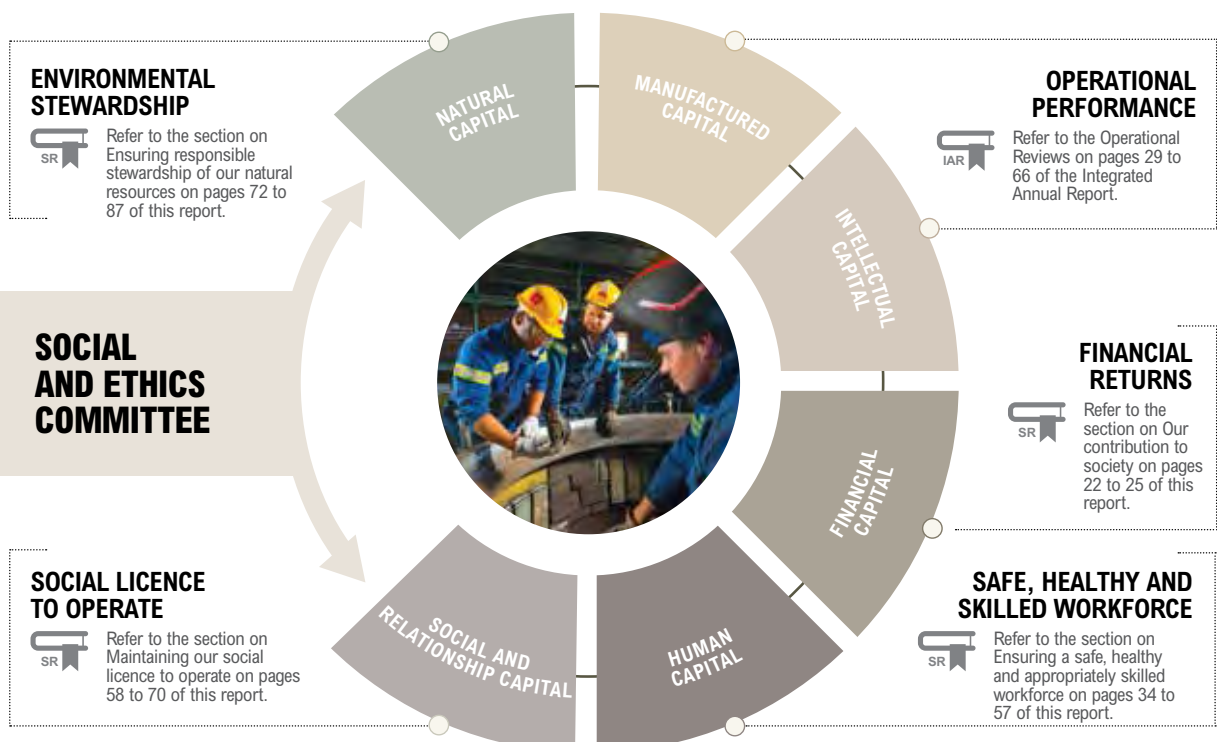 ENVIRONMENTAL
STEWARDSHIP
SR
Refer to the section on
Ensuring responsible
stewardship of our natural
resources on pages 72 to
87 of this report.
NATURAL
CAPITAL
MANUFACTURED
CAPITAL
OPERATIONAL
PERFORMANCE
IAR
Refer to the Operational
Reviews on pages 29 to
66 of the Integrated
Annual Report.
INTELLECTUAL
CAPITAL
SOCIAL
AND ETHICS
COMMITTEE
FINANCIAL
RETURNS
SR
Refer to the
section on Our
contribution to
society on pages
22 to 25 of this
report.
FINANCIAL
CAPITAL
SOCIAL LICENCE
TO OPERATE
SR
Refer to the section on
Maintaining our social
licence to operate on pages
58 to 70 of this report.
SOCIAL AND
RELATIONSHIP CAPITAL
HUMAN
CAPITAL
SAFE, HEALTHY AND
SKILLED WORKFORCE
SR
Refer to the section on
Ensuring a safe, healthy
and appropriately skilled
workforce on pages 34 to
57 of this report.